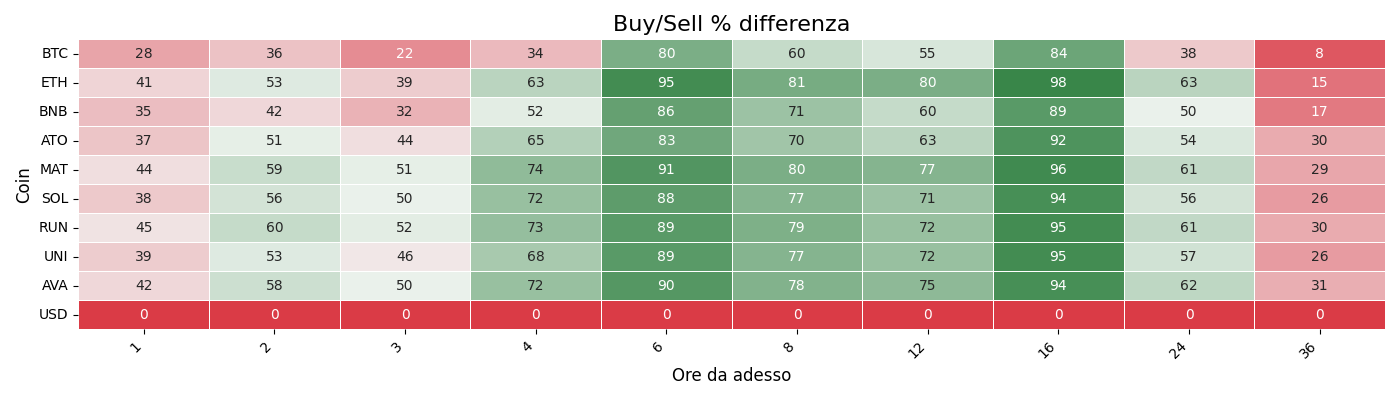 Buy/Sell % differenza
Coin
BTC 28 36 22 34 80 60 55 84 38 8
ETH 41 53 39 63 95 81 80 98 63 15
BNB 35 42 32 52 86 71 60 89 50 17
ATO 37 51 44 65 83 70 63 92 54 30
MAT 44 59 51 74 91 80 77 96 61 29
SOL 38 56 50 72 88 77 71 94 56 26
RUN 45 60 52 73 89 79 72 95 61 30
UNI 39 53 46 68 89 77 72 95 57 26
AVA 42 58 50 72 90 78 75 94 62 31
USD 0 0 0 0 0 0 0 0 0 0
1 2 3 4 6 8 12 16 24 36
Ore da adesso